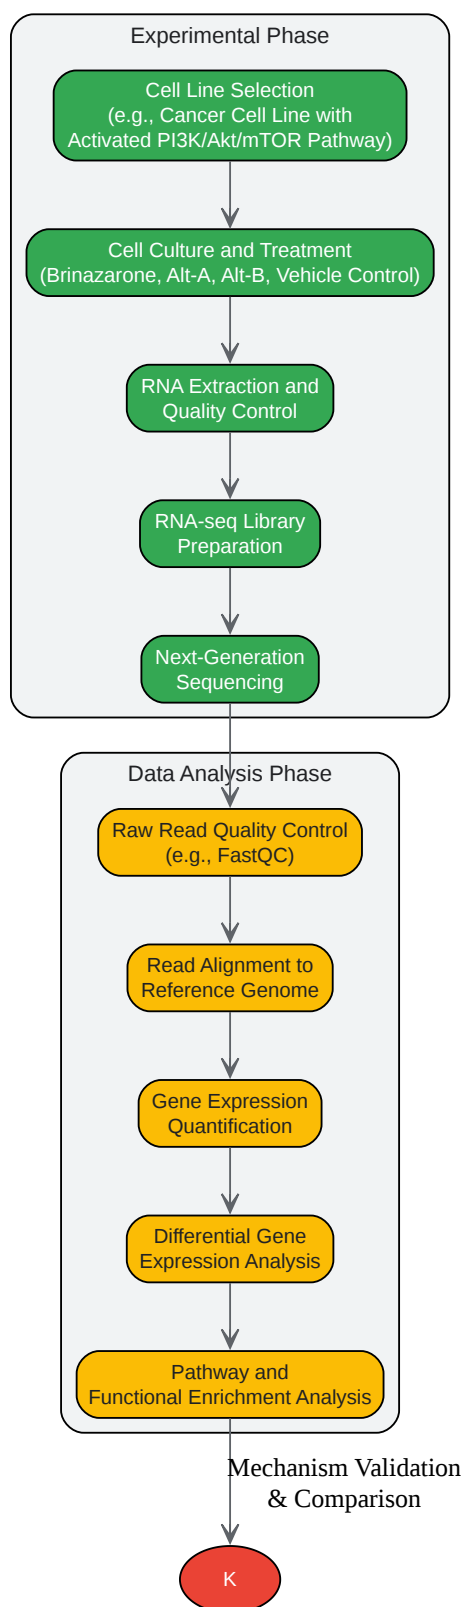 Experimental Phase
Cell Line Selection
(e.g., Cancer Cell Line with
Activated PI3K/Akt/mTOR Pathway)
Cell Culture and Treatment
(Brinazarone, Alt-A, Alt-B, Vehicle Control)
RNA Extraction and
Quality Control
RNA-seq Library
Preparation
Next-Generation
Sequencing
Data Analysis Phase
Raw Read Quality Control
(e.g., FastQC)
Read Alignment to
Reference Genome
Gene Expression
Quantification
Differential Gene
Expression Analysis
Pathway and
Functional Enrichment Analysis
Mechanism Validation
& Comparison
K